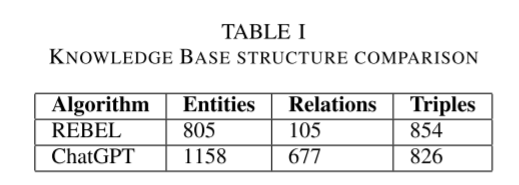 TABLE I
KNOWLEDGE BASE STRUCTURE COMPARISON
Algorithm Entities Relations Triples
REBEL 805 105 854
ChatGPT 1158 677 826